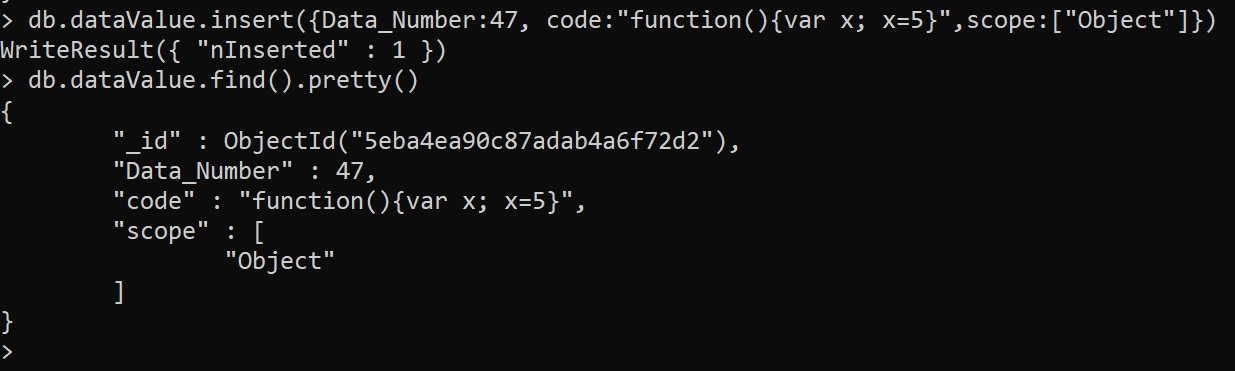 > db.dataValue.insert({Data_Number:47, code:"function(){var x; x=5}",scope:["Object"]})
WriteResult({ "nInserted" : 1 })
> db.dataValue.find().pretty()
{
        "_id" : ObjectId("5eba4ea90c87adab4a6f72d2"),
        "Data_Number" : 47,
        "code" : "function(){var x; x=5}",
        "scope" : [
                "Object"
        ]
}
>